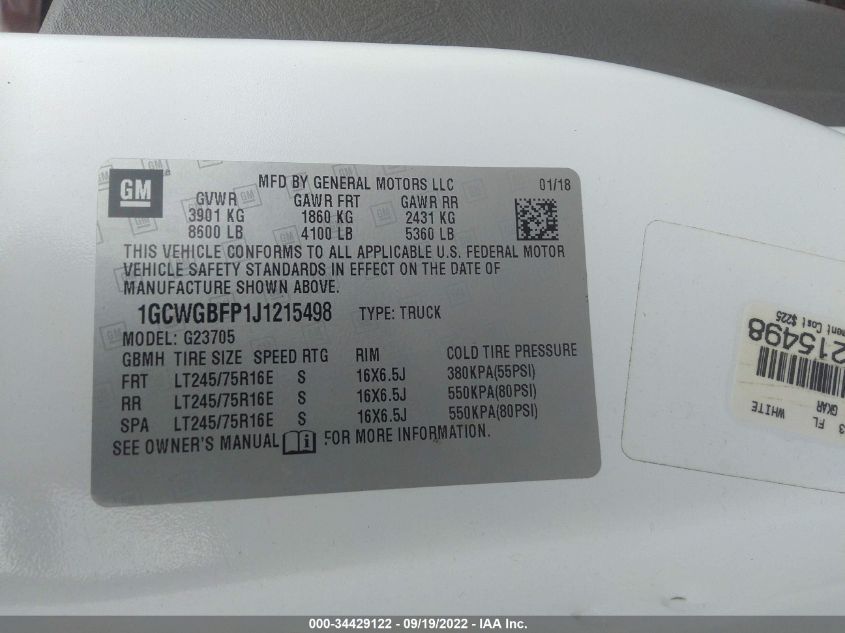 GM
MFD BY GENERAL MOTORS LLC 01/18
GVWR GAWR FRT GAWR RR
3901 KG 1860 KG 2431 KG
8600 LB 4100 LB 5360 LB
THIS VEHICLE CONFORMS TO ALL APPLICABLE U.S. FEDERAL MOTOR
VEHICLE SAFETY STANDARDS IN EFFECT ON THE DATE OF
MANUFACTURE SHOWN ABOVE.
1GCWGBFP1J1215498 TYPE: TRUCK
MODEL: G23705
GBMH TIRE SIZE SPEED RTG RIM COLD TIRE PRESSURE
FRT LT245/75R16E S 16X6.5J 380KPA(55PSI)
RR LT245/75R16E S 16X6.5J 550KPA(80PSI)
SPA LT245/75R16E S 16X6.5J 550KPA(80PSI)
SEE OWNER'S MANUAL i FOR MORE INFORMATION.
3 FL WHITE
GKAR
215498
Cost $225
000-34429122 - 09/19/2022 - IAA Inc.